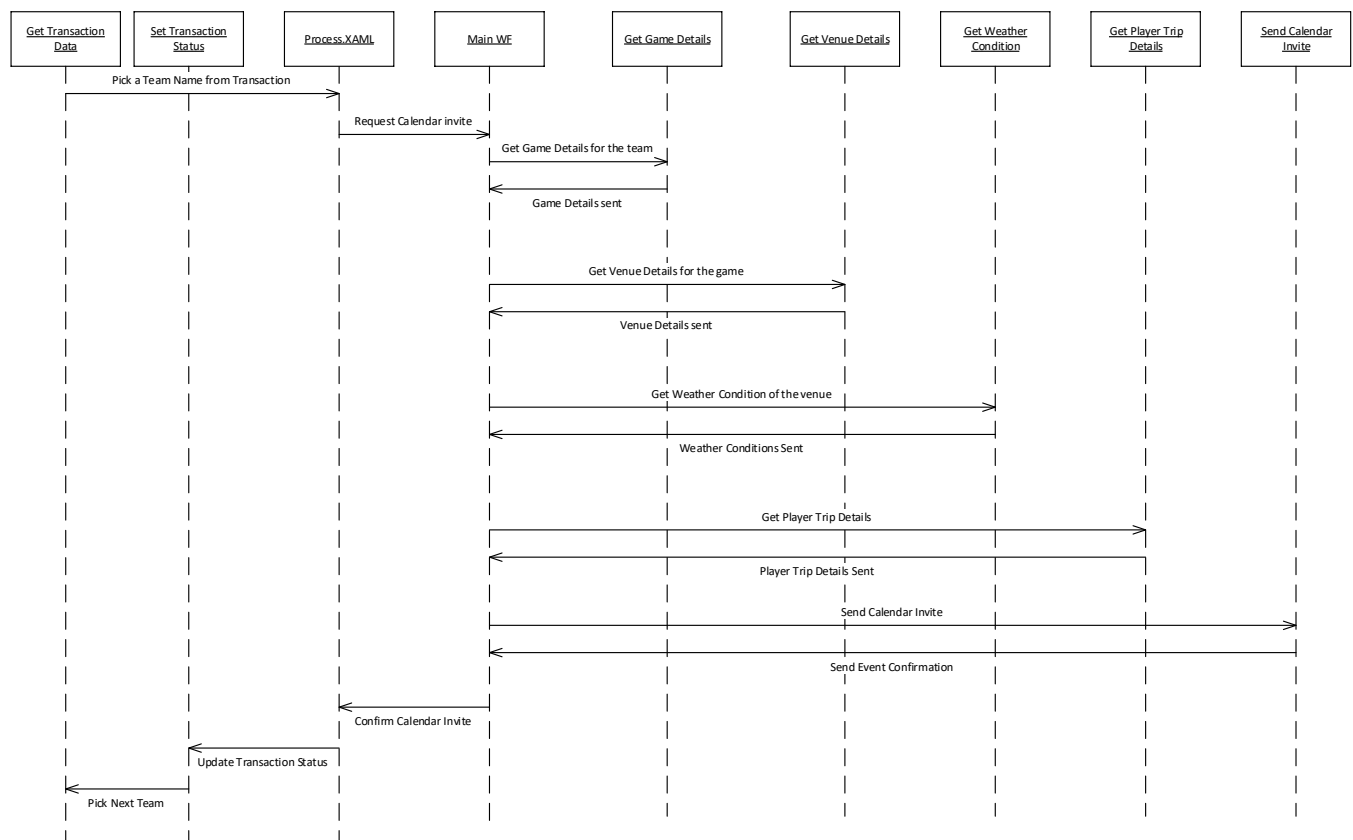 Get Transaction
Data
Set Transaction
Status
Process.XAML
Main WF
Get Game Details
Get Venue Details
Get Weather
Condition
Get Player Trip
Details
Send Calendar
Invite
Pick a Team Name from Transaction
Request Calendar invite
Get Game Details for the team
Game Details sent
Get Venue Details for the game
Venue Details sent
Get Weather Condition of the venue
Weather Conditions Sent
Get Player Trip Details
Player Trip Details Sent
Send Calendar Invite
Send Event Confirmation
Confirm Calendar Invite
Update Transaction Status
Pick Next Team